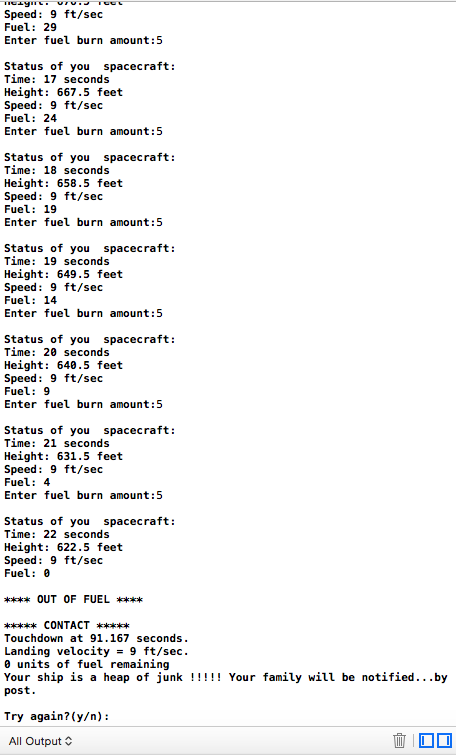 Speed: 9 ft/sec
Fuel: 29
Enter fuel burn amount:5
Status of you  spacecraft:
Time: 17 seconds
Height: 667.5 feet
Speed: 9 ft/sec
Fuel: 24
Enter fuel burn amount:5
Status of you  spacecraft:
Time: 18 seconds
Height: 658.5 feet
Speed: 9 ft/sec
Fuel: 19
Enter fuel burn amount:5
Status of you  spacecraft:
Time: 19 seconds
Height: 649.5 feet
Speed: 9 ft/sec
Fuel: 14
Enter fuel burn amount:5
Status of you  spacecraft:
Time: 20 seconds
Height: 640.5 feet
Speed: 9 ft/sec
Fuel: 9
Enter fuel burn amount:5
Status of you  spacecraft:
Time: 21 seconds
Height: 631.5 feet
Speed: 9 ft/sec
Fuel: 4
Enter fuel burn amount:5
Status of you  spacecraft:
Time: 22 seconds
Height: 622.5 feet
Speed: 9 ft/sec
Fuel: 0
**** OUT OF FUEL ****
***** CONTACT *****
Touchdown at 91.167 seconds.
Landing velocity = 9 ft/sec.
0 units of fuel remaining
Your ship is a heap of junk !!!!! Your family will be notified...by
post.
Try again?(y/n):
All Output